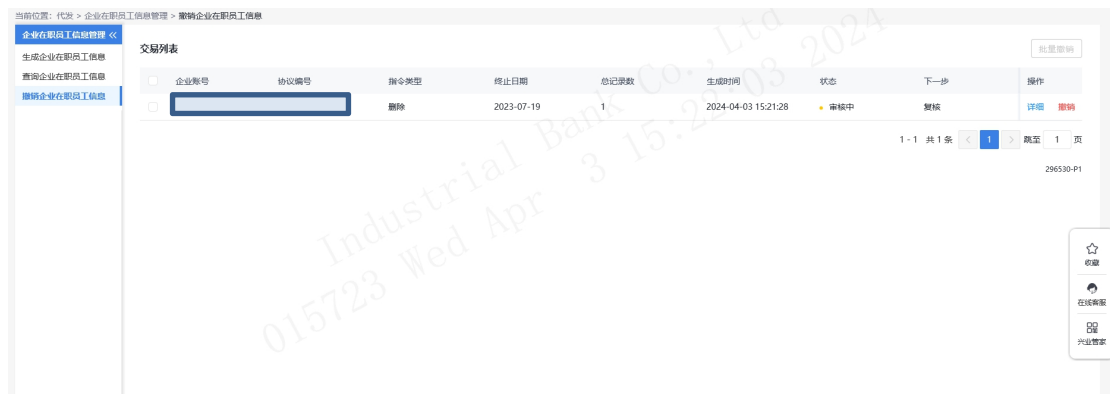 当前位置：代发 > 企业在职员工信息管理 > 撤销企业在职员工信息
企业在职员工信息管理 «
生成企业在职员工信息
查询企业在职员工信息
撤销企业在职员工信息
交易列表
批量撤销
企业账号 协议编号 指令类型 终止日期 总记录数 生成时间 状态 下一步 操作
删除 2023-07-19 1 2024-04-03 15:21:28 审核中 复核 详细 撤销
1 - 1 共 1 条 < 1 > 跳至 1 页
296530-P1
收藏
在线客服
兴业管家
Industrial Bank Co., Ltd
015723 Wed Apr 3 15:22:03 2024